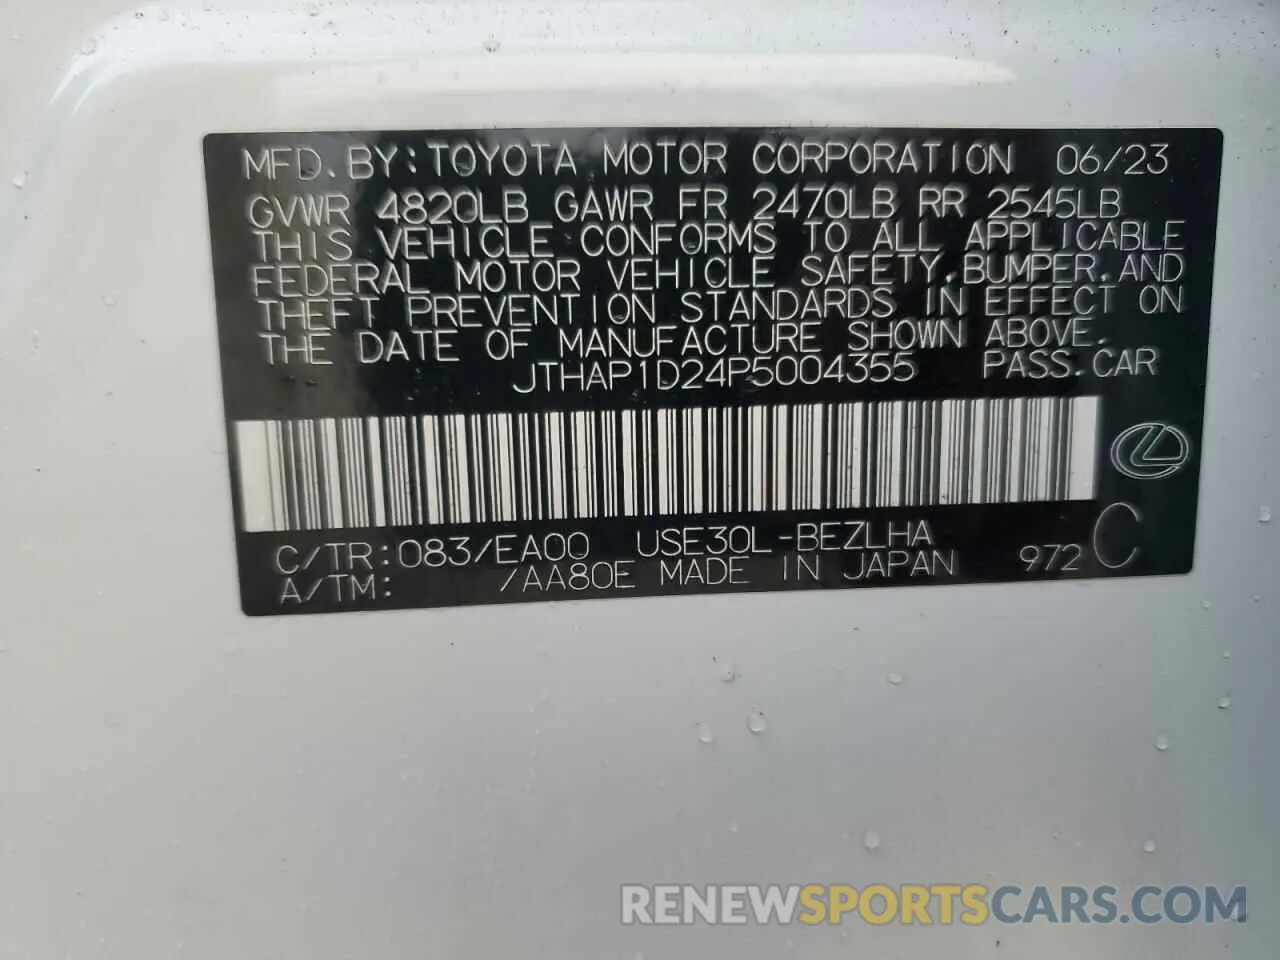 MFD. BY: TOYOTA MOTOR CORPORATION 06/23
GVWR 4820LB GAWR FR 2470LB RR 2545LB
THIS VEHICLE CONFORMS TO ALL APPLICABLE
FEDERAL MOTOR VEHICLE SAFETY, BUMPER, AND
THEFT PREVENTION STANDARDS IN EFFECT ON
THE DATE OF MANUFACTURE SHOWN ABOVE.
JTHAP1D24P5004355 PASS. CAR
C/TR: 083/EA00 USE30L-BEZLHA
A/TM: /AA80E MADE IN JAPAN 972 C
RENEWSPORTSCARS.COM